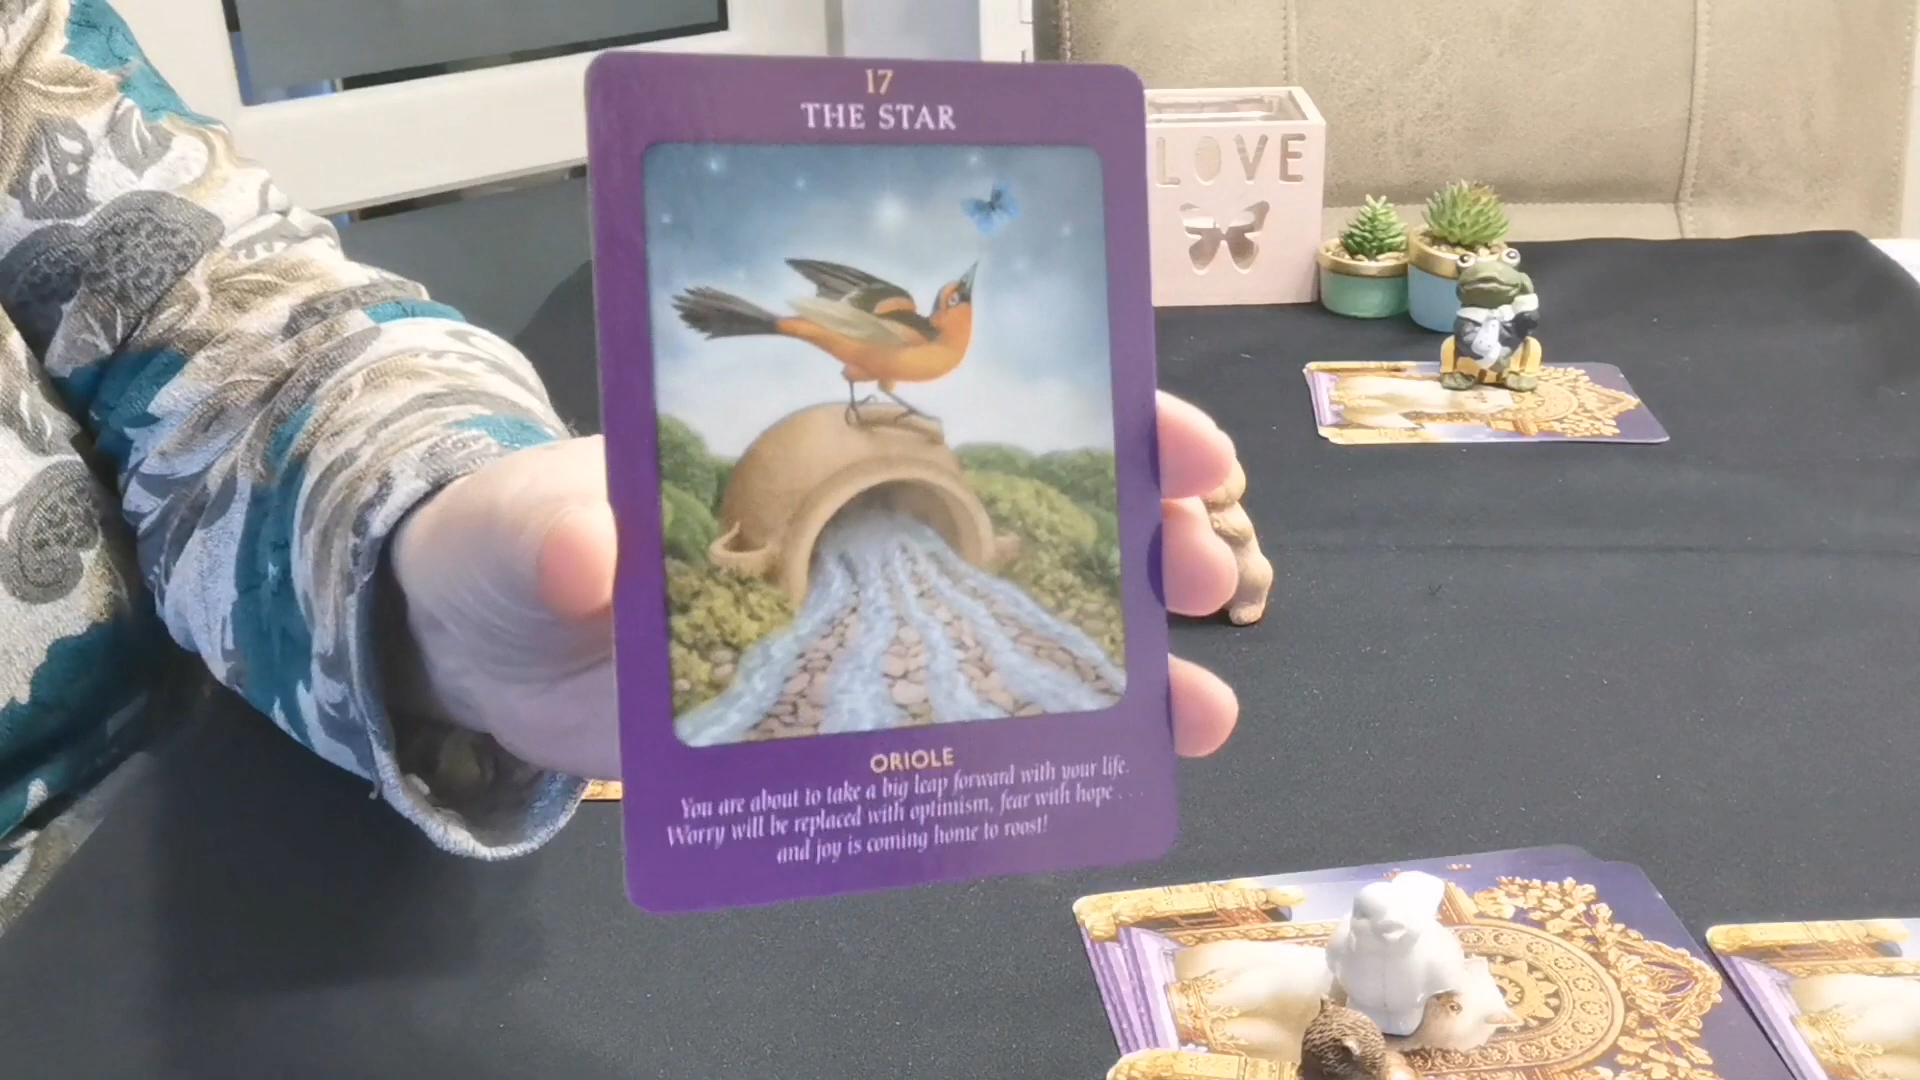 17
THE STAR
LOVE
ORIOLE
You are about to take a big leap forward with your life.
Worry will be replaced with optimism, fear with hope . . .
and joy is coming home to roost!